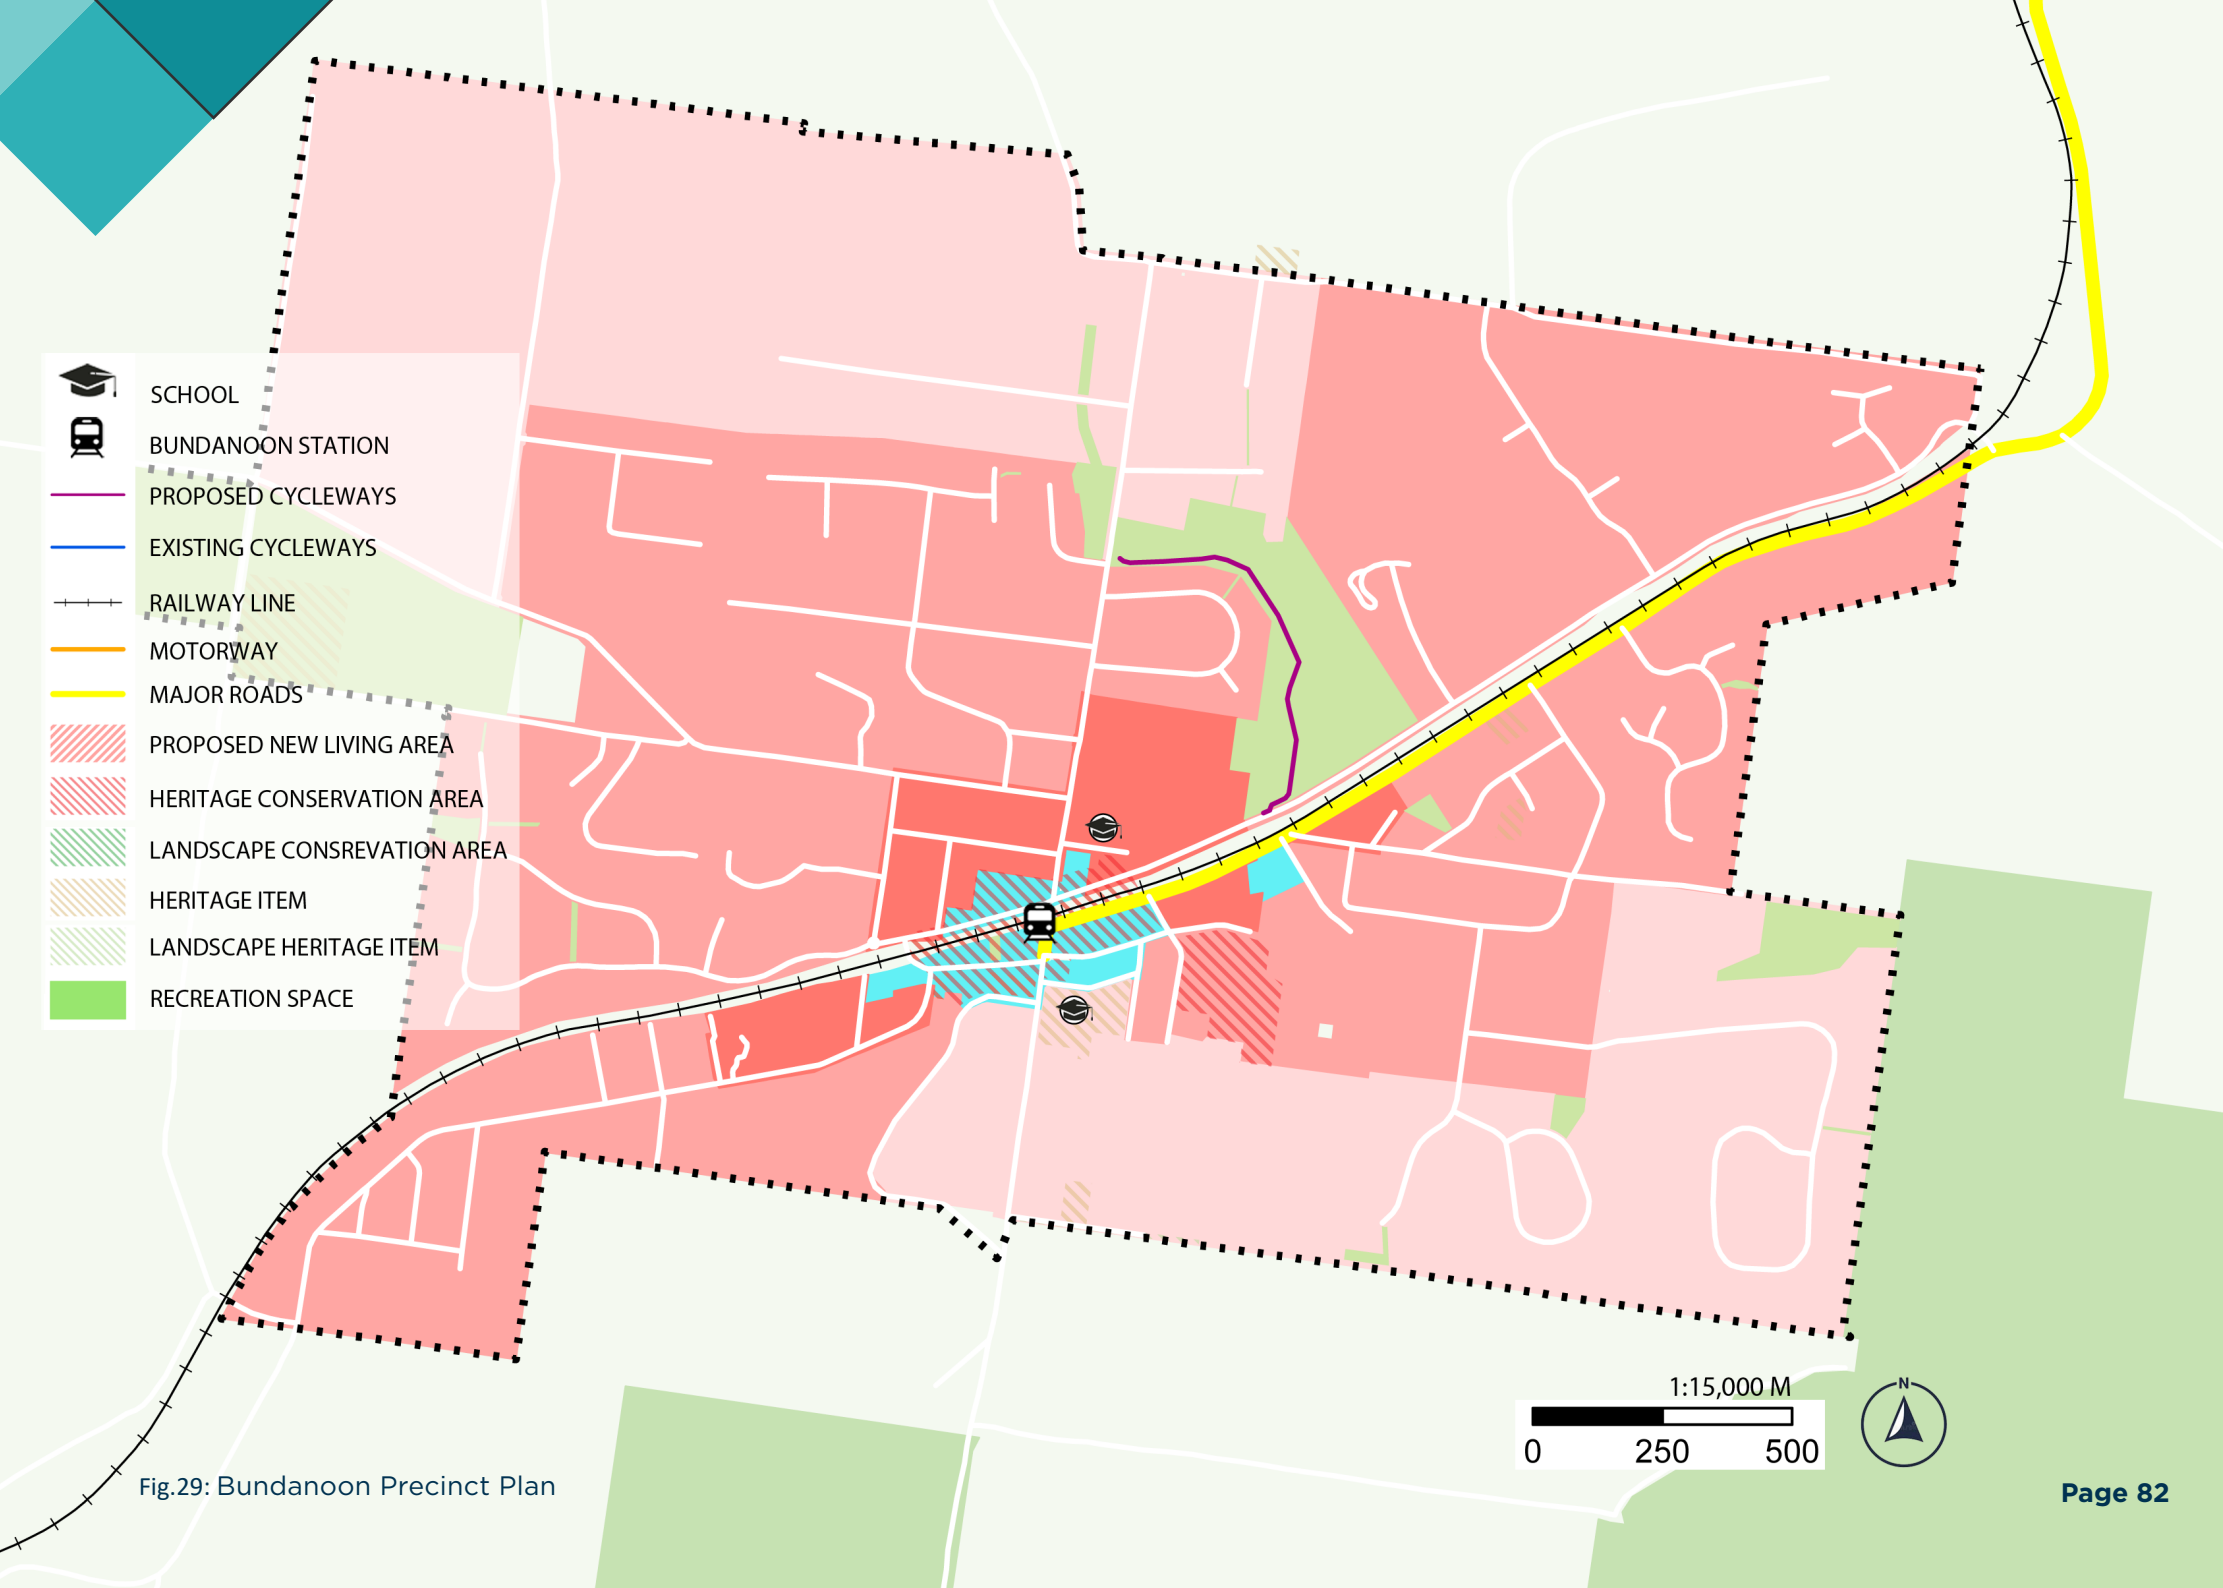 SCHOOL
BUNDANOON STATION
PROPOSED CYCLEWAYS
EXISTING CYCLEWAYS
RAILWAY LINE
MOTORWAY
MAJOR ROADS
PROPOSED NEW LIVING AREA
HERITAGE CONSERVATION AREA
LANDSCAPE CONSREVATION AREA
HERITAGE ITEM
LANDSCAPE HERITAGE ITEM
RECREATION SPACE
1:15,000 M
0 250 500
N
Fig.29: Bundanoon Precinct Plan
Page 82